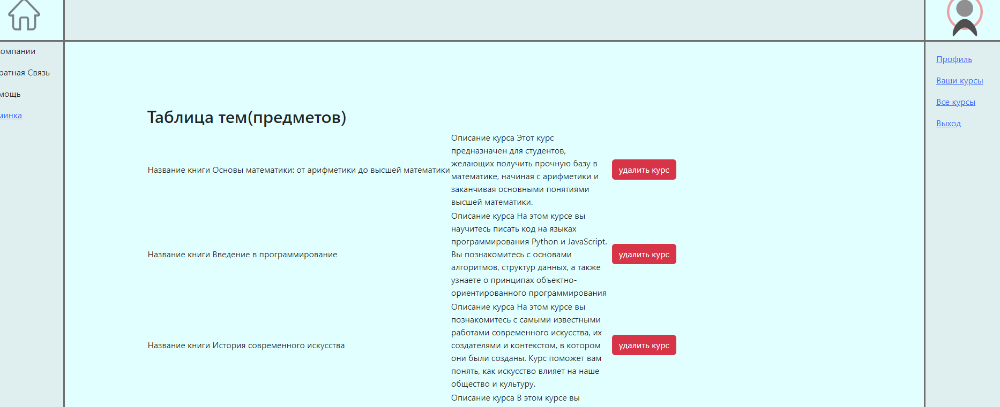 омпании
ратная Связь
мощь
минка
Профиль
Ваши курсы
Все курсы
Выход
Таблица тем(предметов)
Название книги Основы математики: от арифметики до высшей математики
Описание курса Этот курс
предназначен для студентов,
желающих получить прочную базу в
математике, начиная с арифметики и
заканчивая основными понятиями
высшей математики.
удалить курс
Название книги Введение в программирование
Описание курса На этом курсе вы
научитесь писать код на языках
программирования Python и JavaScript.
Вы познакомитесь с основами
алгоритмов, структур данных, а также
узнаете о принципах объектно-
ориентированного программирования
удалить курс
Название книги История современного искусства
Описание курса На этом курсе вы
познакомитесь с самыми известными
работами современного искусства, их
создателями и контекстом, в котором
они были созданы. Курс поможет вам
понять, как искусство влияет на наше
общество и культуру.
удалить курс
Описание курса В этом курсе вы